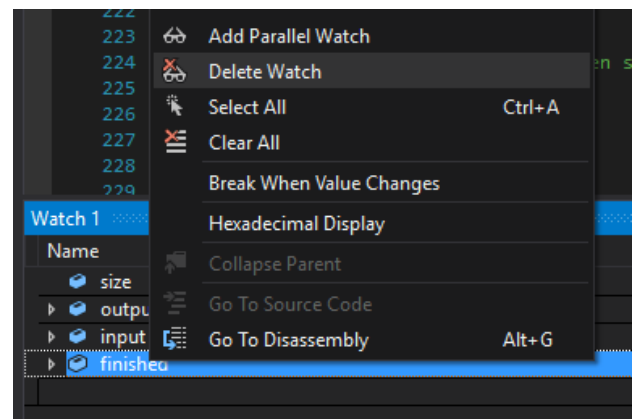 222
223
Add Parallel Watch
224
Delete Watch
en s
225
226
Select All Ctrl+A
227
Clear All
228
Break When Value Changes
229
Watch 1
Hexadecimal Display
Name
Collapse Parent
size
outpu
Go To Source Code
input
Go To Disassembly Alt+G
finished